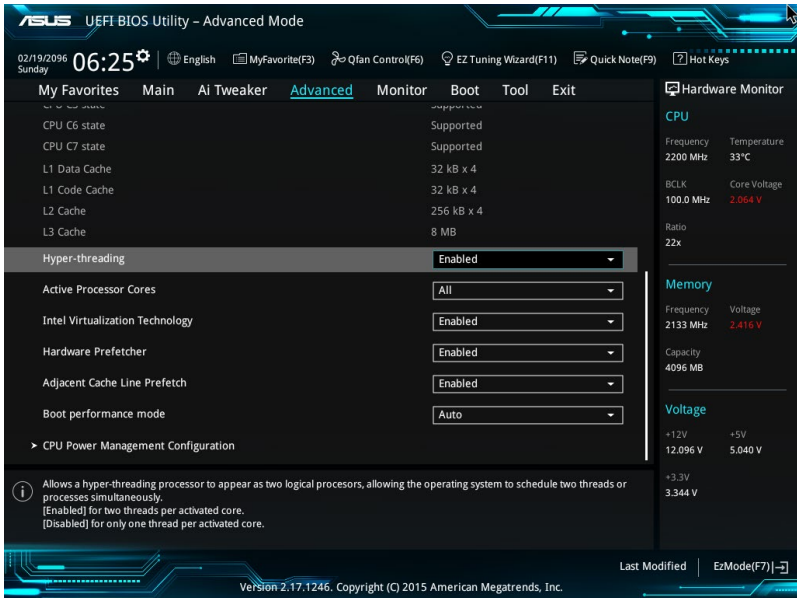 ASUS UEFI BIOS Utility – Advanced Mode
02/19/2096
Sunday
06:25
English
MyFavorite(F3)
Qfan Control(F6)
EZ Tuning Wizard(F11)
Quick Note(F9)
? Hot Keys
My Favorites Main Ai Tweaker Advanced Monitor Boot Tool Exit
Hardware Monitor
Supported
CPU C6 state Supported
CPU C7 state Supported
L1 Data Cache 32 kB x 4
L1 Code Cache 32 kB x 4
L2 Cache 256 kB x 4
L3 Cache 8 MB
Hyper-threading Enabled
Active Processor Cores All
Intel Virtualization Technology Enabled
Hardware Prefetcher Enabled
Adjacent Cache Line Prefetch Enabled
Boot performance mode Auto
> CPU Power Management Configuration
CPU
Frequency Temperature
2200 MHz 33°C
BCLK Core Voltage
100.0 MHz 2.064 V
Ratio
22x
Memory
Frequency Voltage
2133 MHz 2.416 V
Capacity
4096 MB
Voltage
+12V +5V
12.096 V 5.040 V
+3.3V
3.344 V
Allows a hyper-threading processor to appear as two logical procesors, allowing the operating system to schedule two threads or
processes simultaneously.
[Enabled] for two threads per activated core.
[Disabled] for only one thread per activated core.
Last Modified
EzMode(F7)
Version 2.17.1246. Copyright (C) 2015 American Megatrends, Inc.